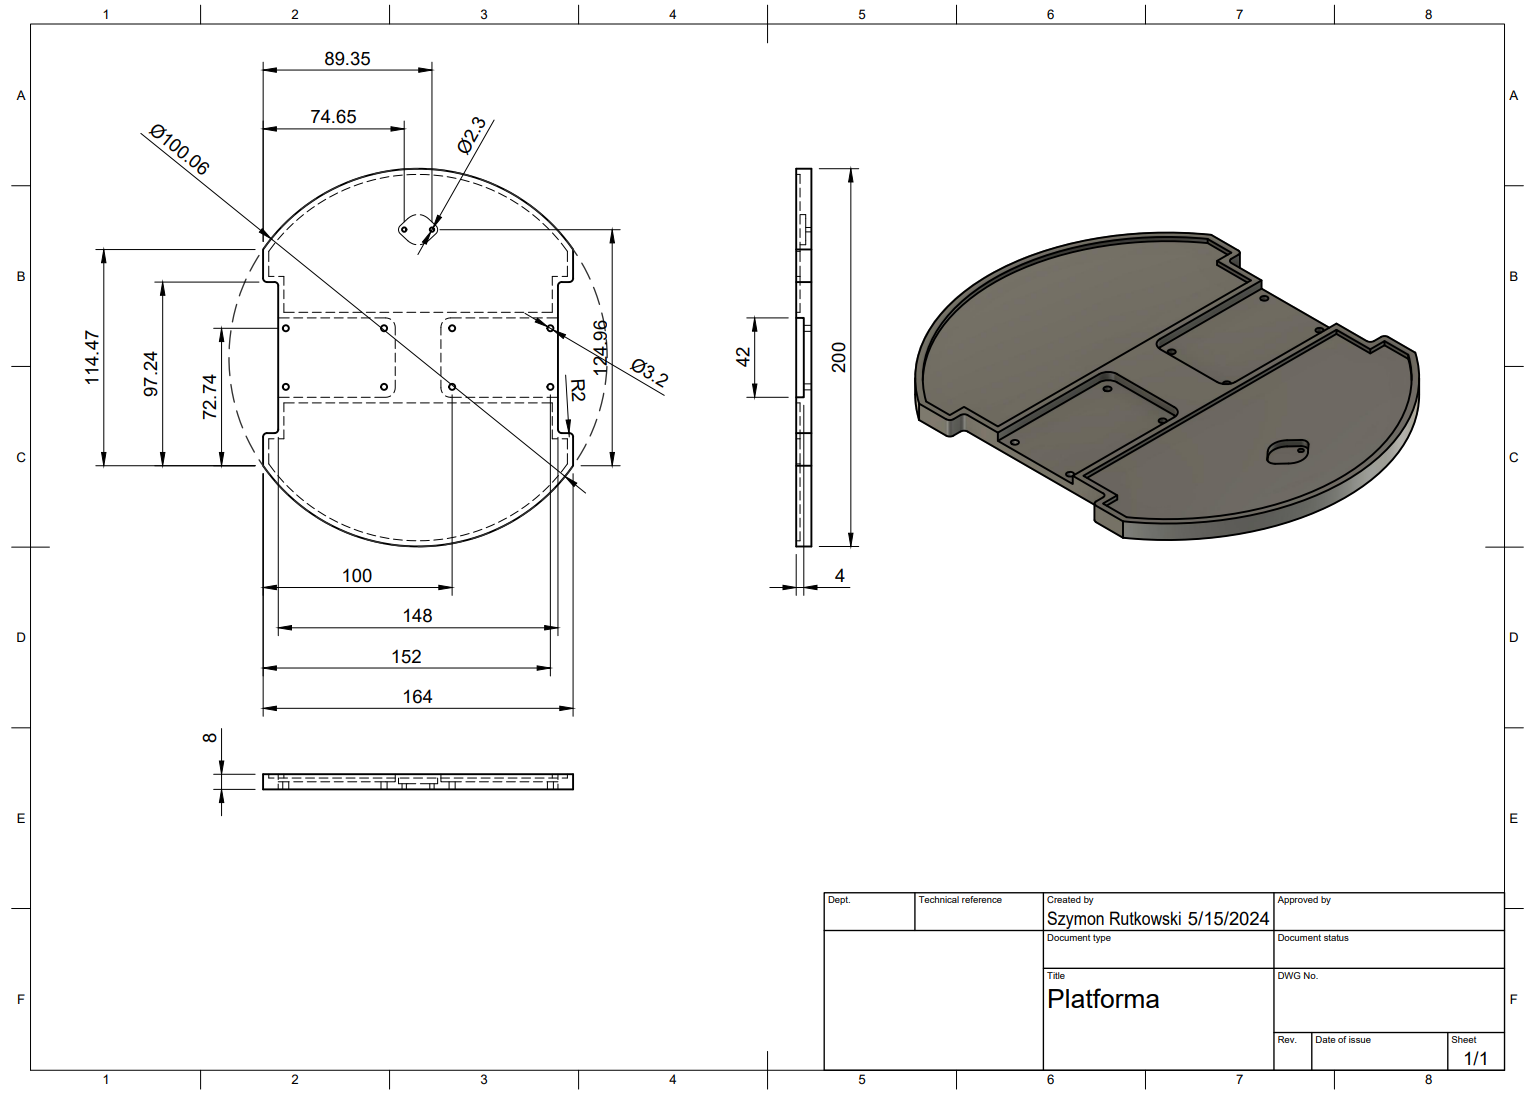 1 2 3 4 5 6 7 8
A A
B B
C C
D D
E E
F F
89.35
74.65
Ø100.06
Ø2.3
114.47
97.24
72.74
124.96
Ø3.2
R2
100
148
152
164
42
200
4
8
Dept.
Technical reference
Created by
Szymon Rutkowski 5/15/2024
Approved by
Document type
Document status
Title
Platforma
DWG No.
Rev.
Date of issue
Sheet
1/1
1 2 3 4 5 6 7 8